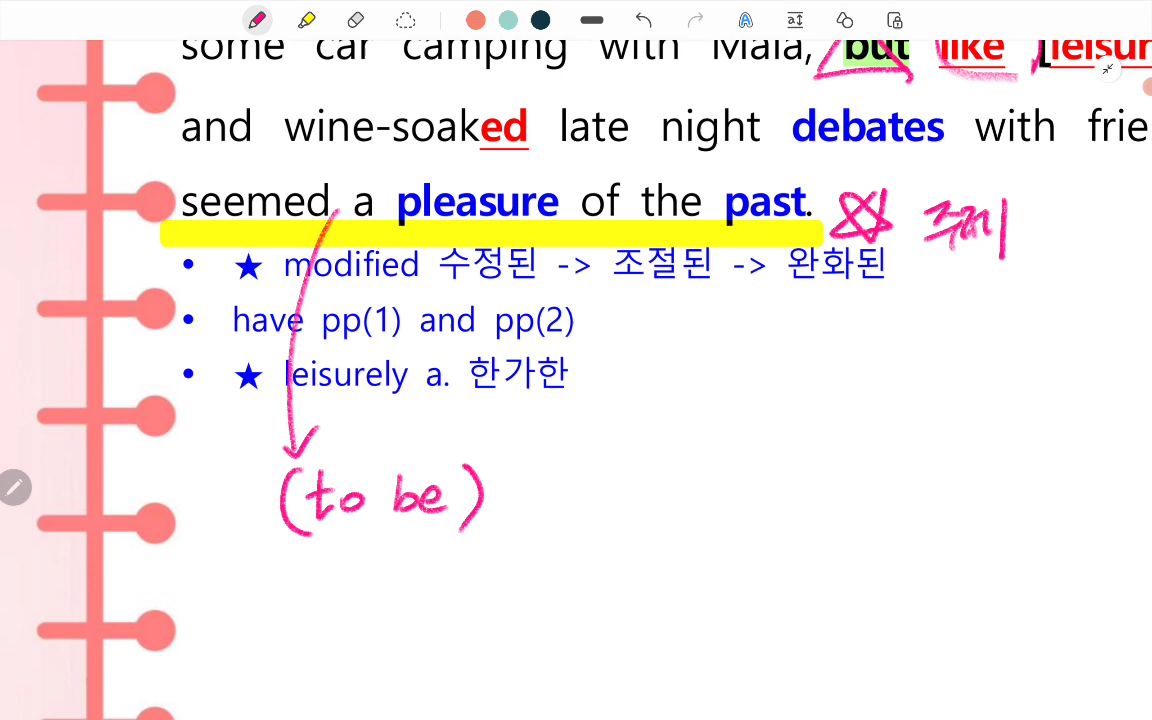 some car camping with Maia, but like [leisur
and wine-soaked late night debates with frie
seemed a pleasure of the past. ☆ 주제
• ★ modified 수정된 -> 조절된 -> 완화된
• have pp(1) and pp(2)
• ★ leisurely a. 한가한
(to be)